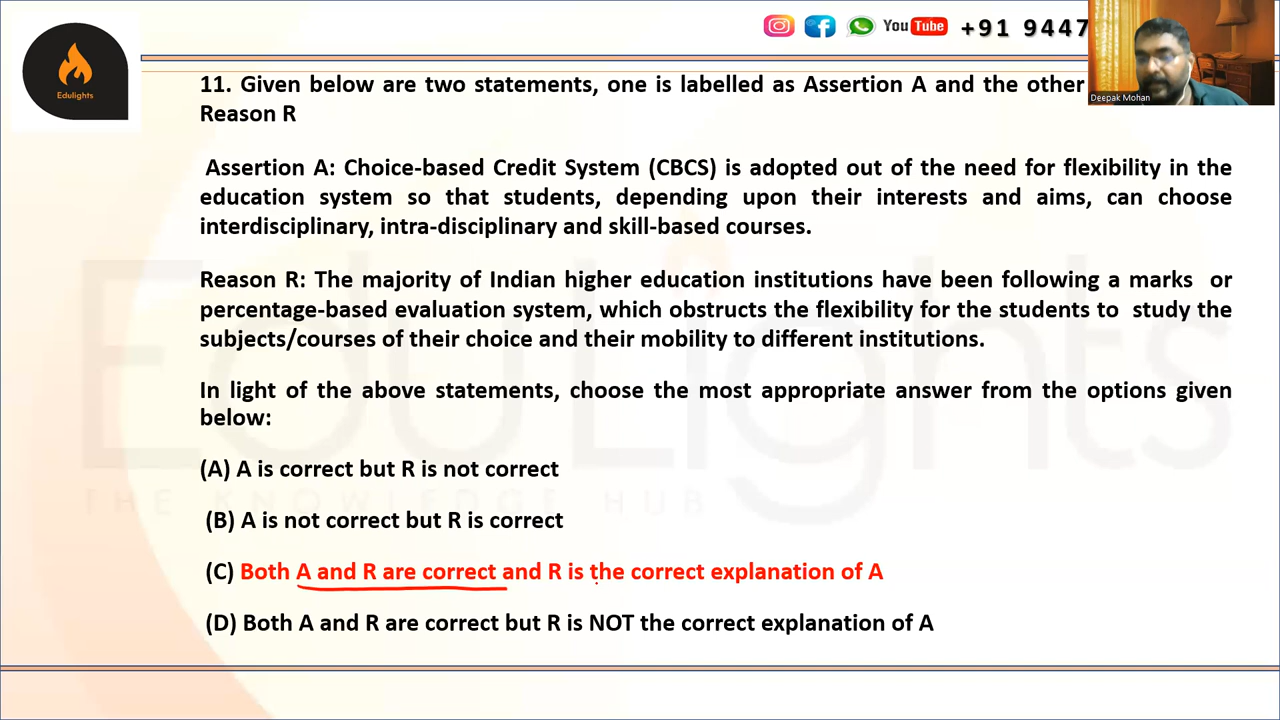 You Tube +91 9447
Edulights
Deepak Mohan
11. Given below are two statements, one is labelled as Assertion A and the other
Reason R
Assertion A: Choice-based Credit System (CBCS) is adopted out of the need for flexibility in the
education system so that students, depending upon their interests and aims, can choose
interdisciplinary, intra-disciplinary and skill-based courses.
Reason R: The majority of Indian higher education institutions have been following a marks or
percentage-based evaluation system, which obstructs the flexibility for the students to study the
subjects/courses of their choice and their mobility to different institutions.
In light of the above statements, choose the most appropriate answer from the options given
below:
(A) A is correct but R is not correct
(B) A is not correct but R is correct
(C) Both A and R are correct and R is the correct explanation of A
(D) Both A and R are correct but R is NOT the correct explanation of A
EduLights
THE KNOWLEDGE HUB